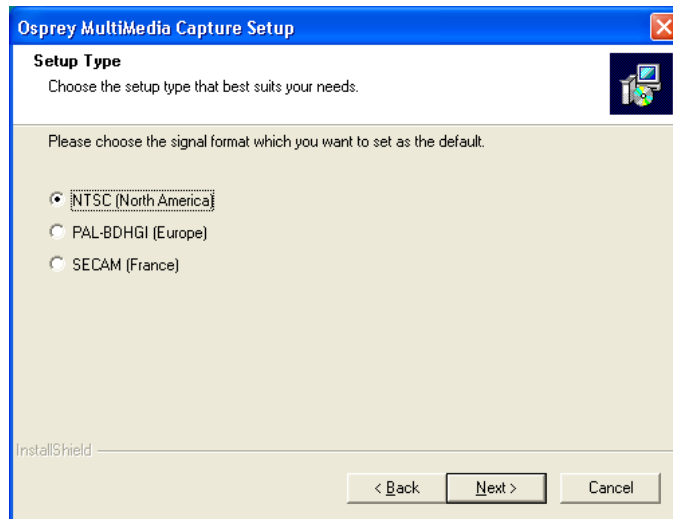 Osprey MultiMedia Capture Setup
Setup Type
Choose the setup type that best suits your needs.
Please choose the signal format which you want to set as the default.
NTSC (North America)
PAL-BDHGI (Europe)
SECAM (France)
InstallShield
< Back Next > Cancel